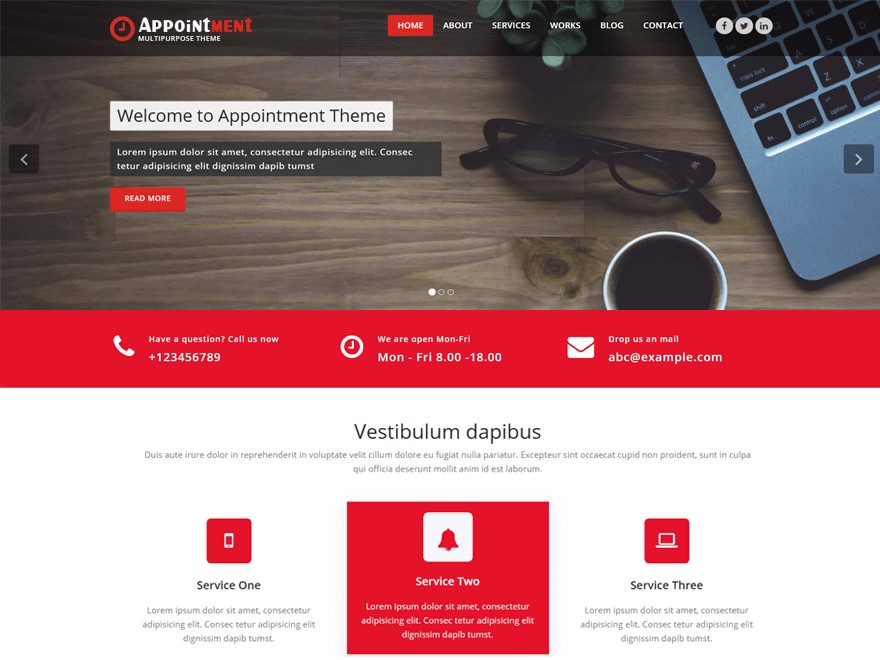 APPOiNTMENT
MULTIPURPOSE THEME
HOME ABOUT SERVICES WORKS BLOG CONTACT
Welcome to Appointment Theme
Lorem ipsum dolor sit amet, consectetur adipisicing elit. Consec
tetur adipisicing elit dignissim dapib tumst
READ MORE
caps lock
shift
fn
control
option
A
S
D
Z
X
Have a question? Call us now
+123456789
We are open Mon-Fri
Mon - Fri 8.00 -18.00
Drop us an mail
abc@example.com
Vestibulum dapibus
Duis aute irure dolor in reprehenderit in voluptate velit cillum dolore eu fugiat nulla pariatur. Excepteur sint occaecat cupid non proident, sunt in culpa
qui officia deserunt mollit anim id est laborum.
Service One
Lorem ipsum dolor sit amet, consectetur
adipisicing elit. Consec tetur adipisicing elit
dignissim dapib tumst.
Service Two
Lorem ipsum dolor sit amet, consectetur
adipisicing elit. Consec tetur adipisicing elit
dignissim dapib tumst.
Service Three
Lorem ipsum dolor sit amet, consectetur
adipisicing elit. Consec tetur adipisicing elit
dignissim dapib tumst.